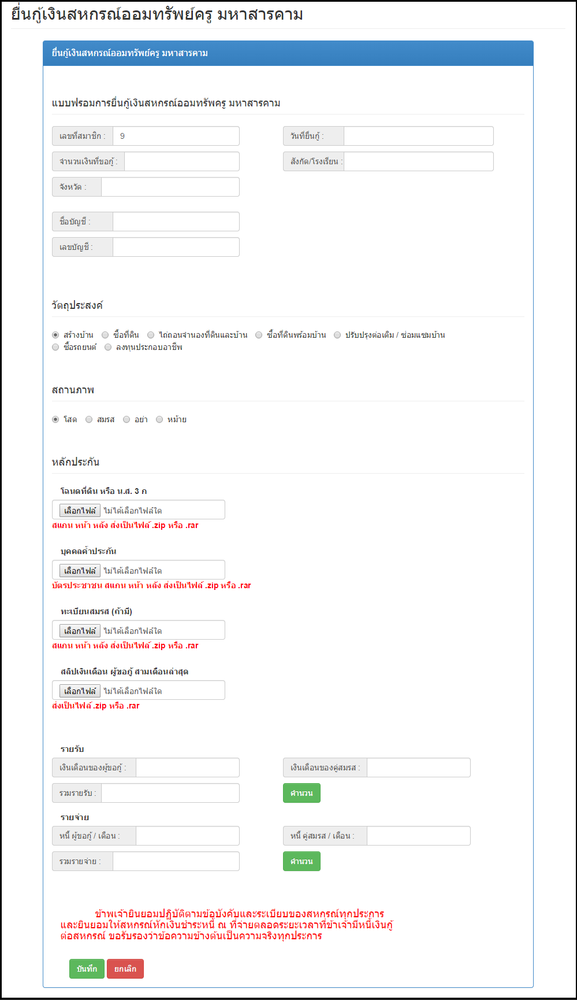 ยื่นกู้เงินสหกรณ์ออมทรัพย์ครู มหาสารคาม
ยื่นกู้เงินสหกรณ์ออมทรัพย์ครู มหาสารคาม
แบบฟรอมการยื่นกู้เงินสหกรณ์ออมทรัพครู มหาสารคาม
เลขที่สมาชิก : 9 วันที่ยื่นกู้ :
จำนวนเงินที่ขอกู้ : สังกัด/โรงเรียน :
จังหวัด :
ชื่อบัญชี :
เลขบัญชี :
วัตถุประสงค์
สร้างบ้าน ซื้อที่ดิน ไถ่ถอนจำนองที่ดินและบ้าน ซื้อที่ดินพร้อมบ้าน ปรับปรุงต่อเติม / ซ่อมแซมบ้าน
ซื้อรถยนต์ ลงทุนประกอบอาชีพ
สถานภาพ
โสด สมรส อย่า หม้าย
หลักประกัน
โฉนดที่ดิน หรือ น.ส. 3 ก
เลือกไฟล์ ไม่ได้เลือกไฟล์ใด
สแกน หน้า หลัง ส่งเป็นไฟล์ .zip หรือ .rar
บุคคลค้ำประกัน
เลือกไฟล์ ไม่ได้เลือกไฟล์ใด
บัตรประชาชน สแกน หน้า หลัง ส่งเป็นไฟล์ .zip หรือ .rar
ทะเบียนสมรส (ถ้ามี)
เลือกไฟล์ ไม่ได้เลือกไฟล์ใด
สแกน หน้า หลัง ส่งเป็นไฟล์ .zip หรือ .rar
สลิปเงินเดือน ผู้ขอกู้ สามเดือนล่าสุด
เลือกไฟล์ ไม่ได้เลือกไฟล์ใด
ส่งเป็นไฟล์ .zip หรือ .rar
รายรับ
เงินเดือนของผู้ขอกู้ : เงินเดือนของคู่สมรส :
รวมรายรับ : คำนวน
รายจ่าย
หนี้ ผู้ขอกู้ / เดือน : หนี้ คู่สมรส / เดือน :
รวมรายจ่าย : คำนวน
ข้าพเจ้ายินยอมปฏิบัติตามข้อบังคับและระเบียบของสหกรณ์ทุกประการ
และยินยอมให้สหกรณ์หักเงินชำระหนี้ ณ ที่จ่ายตลอดระยะเวลาที่ข้าเจ้ามีหนี้เงินกู้
ต่อสหกรณ์ ขอรับรองว่าข้อความข้างต้นเป็นความจริงทุกประการ
บันทึก ยกเลิก